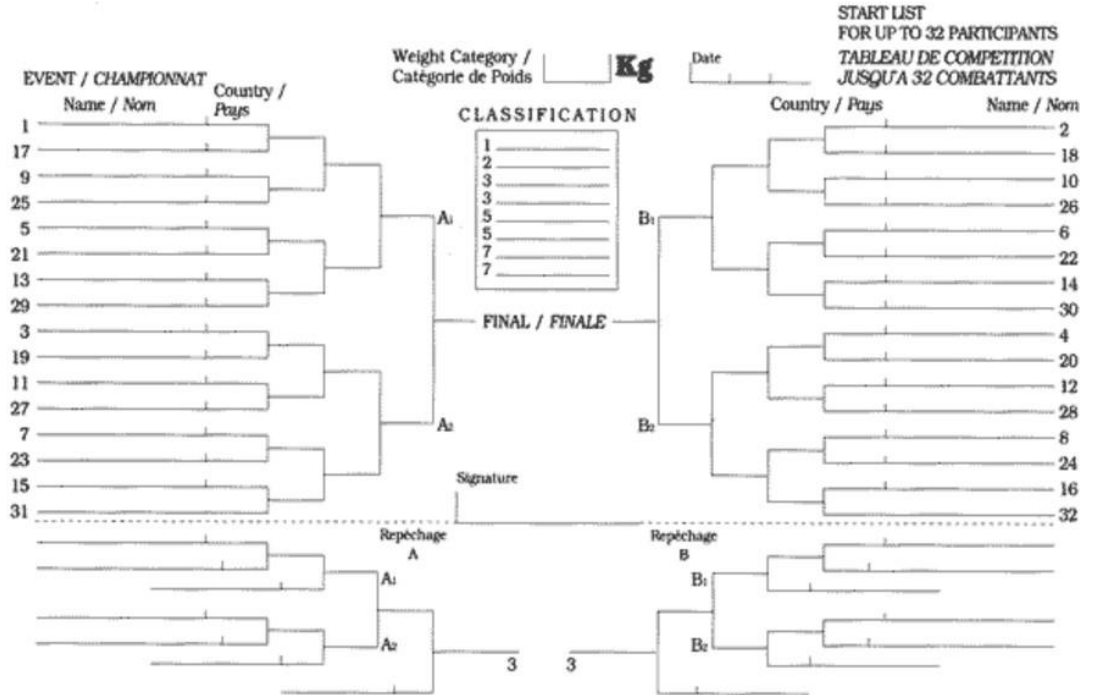 START LIST
FOR UP TO 32 PARTICIPANTS
TABLEAU DE COMPETITION
JUSQU'A 32 COMBATTANTS
Weight Category /
Catégorie de Poids
Kg
Date
EVENT / CHAMPIONNAT
Name / Nom
Country /
Pays
CLASSIFICATION
1
2
3
3
5
5
7
7
Country / Pays
Name / Nom
1
17
9
25
5
21
13
29
3
19
11
27
7
23
15
31
A1
A2
FINAL / FINALE
B1
B2
2
18
10
26
6
22
14
30
4
20
12
28
8
24
16
32
Signature
Repéchage
A
A1
A2
3
Repéchage
B
B1
B2
3